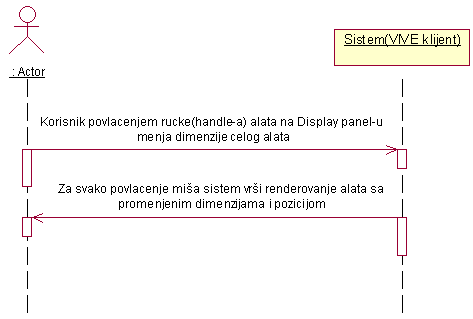 Sistem(VIVE klijent)
: Actor
Korisnik povlacenjem rucke(handle-a) alata na Display panel-u
menja dimenzije celog alata
Za svako povlacenje miša sistem vrši renderovanje alata sa
promenjenim dimenzijama i pozicijom